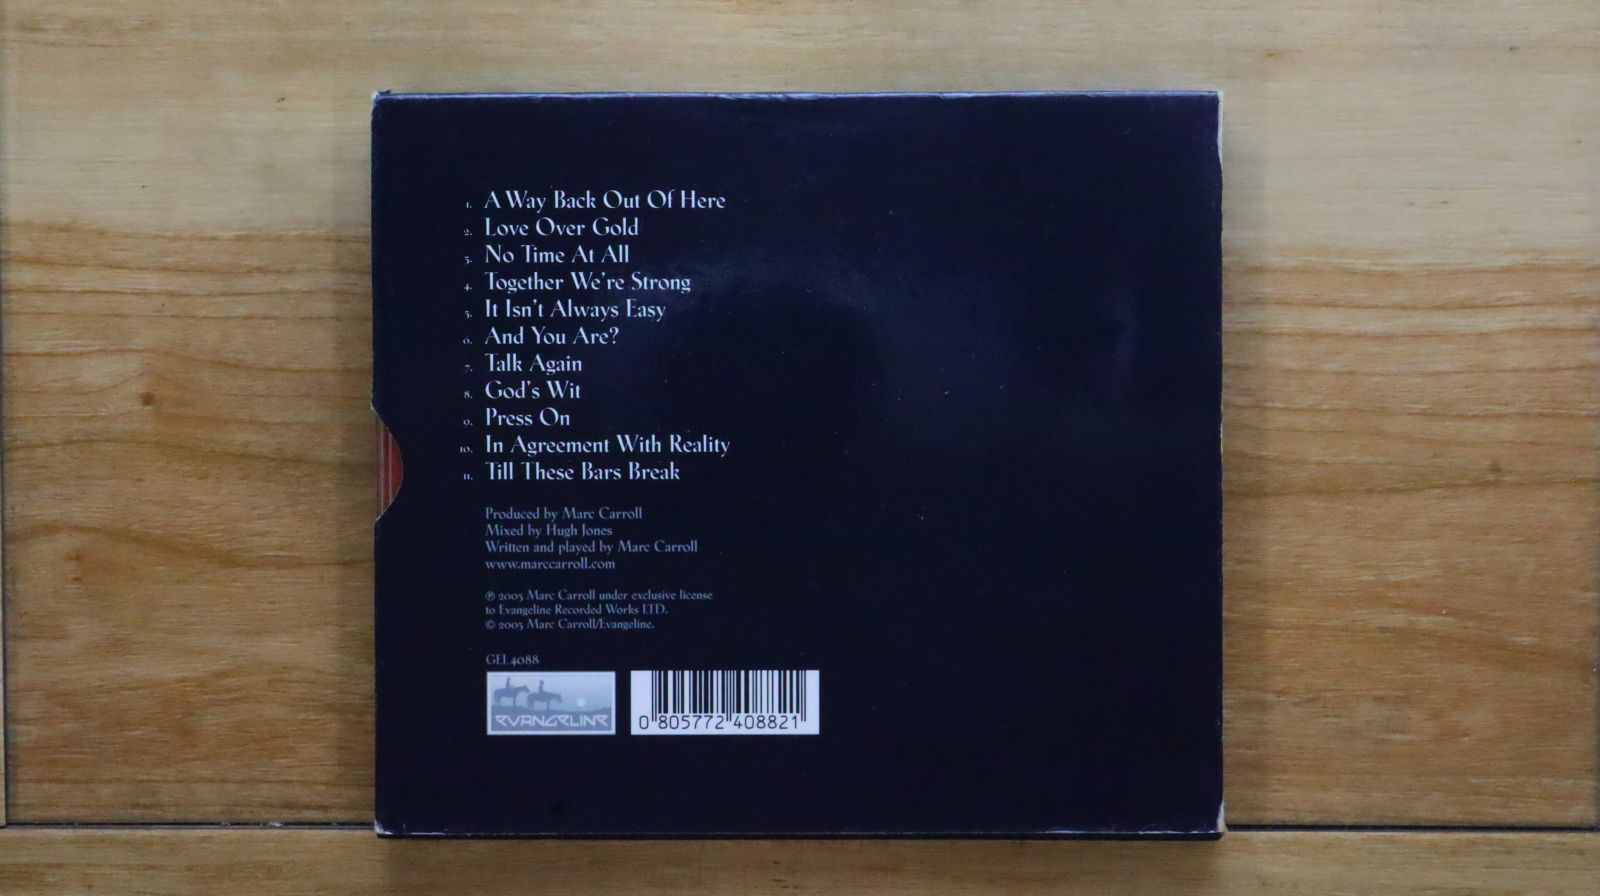 1. A Way Back Out Of Here
2. Love Over Gold
3. No Time At All
4. Together We're Strong
5. It Isn't Always Easy
6. And You Are?
7. Talk Again
8. God's Wit
9. Press On
10. In Agreement With Reality
11. Till These Bars Break
Produced by Marc Carroll
Mixed by Hugh Jones
Written and played by Marc Carroll
www.marccarroll.com
℗ 2005 Marc Carroll under exclusive license
to Evangeline Recorded Works LTD.
© 2005 Marc Carroll/Evangeline.
GEL4088
EVANGELINE
0 805772 408821